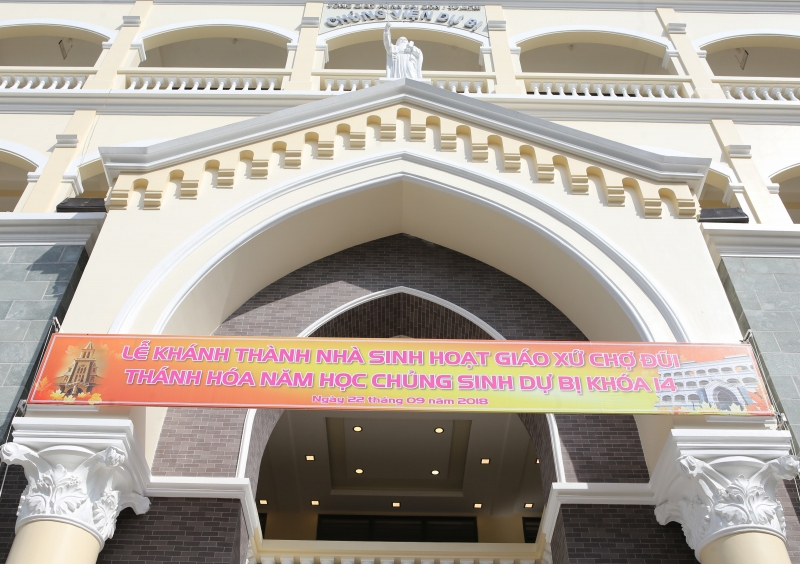 CHỦNG VIỆN DỰ BỊ
LỄ KHÁNH THÀNH NHÀ SINH HOẠT GIÁO XỨ CHỢ ĐŨI
THÁNH HÓA NĂM HỌC CHỦNG SINH DỰ BỊ KHÓA 14
Ngày 22 tháng 09 năm 2018